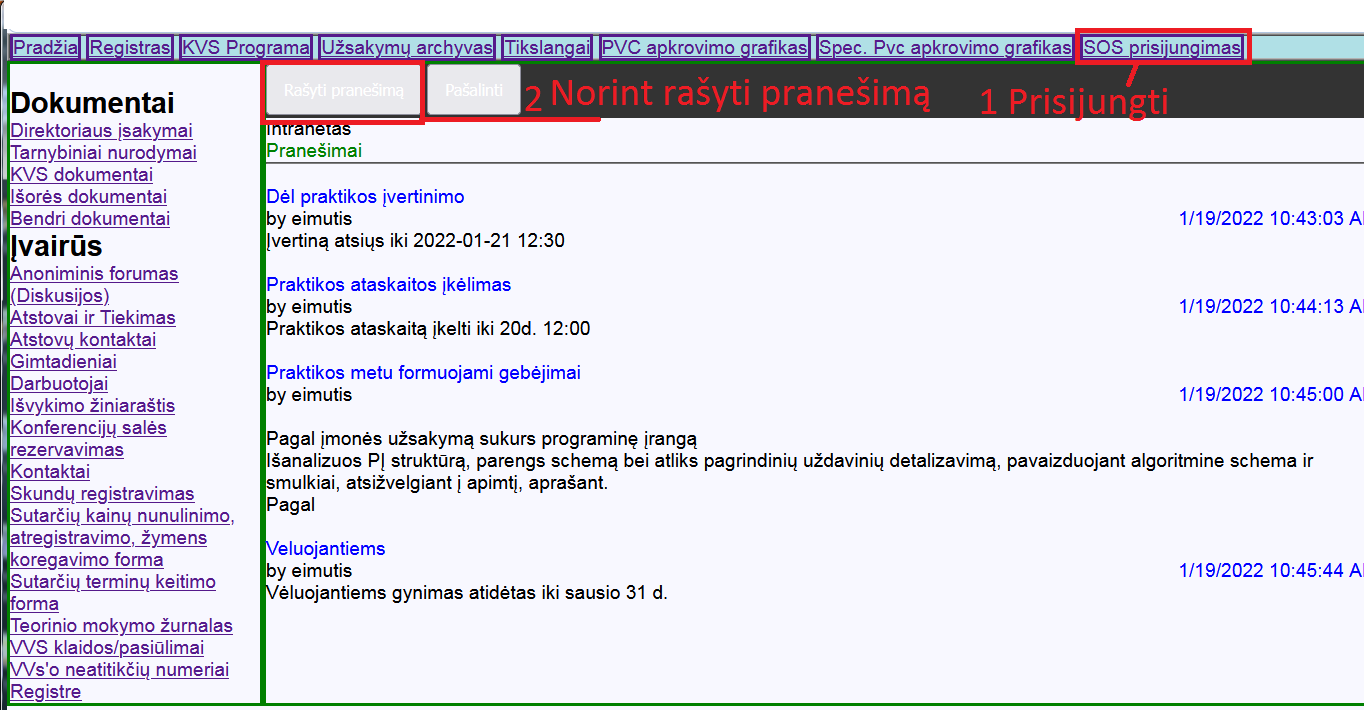 Pradžia Registras KVS Programa Užsakymų archyvas Tikslangai PVC apkrovimo grafikas Spec. Pvc apkrovimo grafikas SOS prisijungimas
Rašyti pranešimą Pašalinti 2 Norint rašyti pranešimą 1 Prisijungti
Dokumentai
Direktoriaus įsakymai
Tarnybiniai nurodymai
KVS dokumentai
Išorės dokumentai
Bendri dokumentai
Įvairūs
Anoniminis forumas
(Diskusijos)
Atstovai ir Tiekimas
Atstovų kontaktai
Gimtadieniai
Darbuotojai
Išvykimo žiniaraštis
Konferencijų salės
rezervavimas
Kontaktai
Skundų registravimas
Sutarčių kainų nunulinimo,
atregistravimo, žymens
koregavimo forma
Sutarčių terminų keitimo
forma
Teorinio mokymo žurnalas
VVS klaidos/pasiūlimai
VVs'o neatitikčių numeriai
Registre
Intranetas
Pranešimai
Dėl praktikos įvertinimo
by eimutis 1/19/2022 10:43:03 A
Įvertiną atsiųs iki 2022-01-21 12:30
Praktikos ataskaitos įkėlimas
by eimutis 1/19/2022 10:44:13 A
Praktikos ataskaitą įkelti iki 20d. 12:00
Praktikos metu formuojami gebėjimai
by eimutis 1/19/2022 10:45:00 A
Pagal įmonės užsakymą sukurs programinę įrangą
Išanalizuos PĮ struktūrą, parengs schemą bei atliks pagrindinių uždavinių detalizavimą, pavaizduojant algoritmine schema ir
smulkiai, atsižvelgiant į apimtį, aprašant.
Pagal
Veluojantiems
by eimutis 1/19/2022 10:45:44 A
Vėluojantiems gynimas atidėtas iki sausio 31 d.